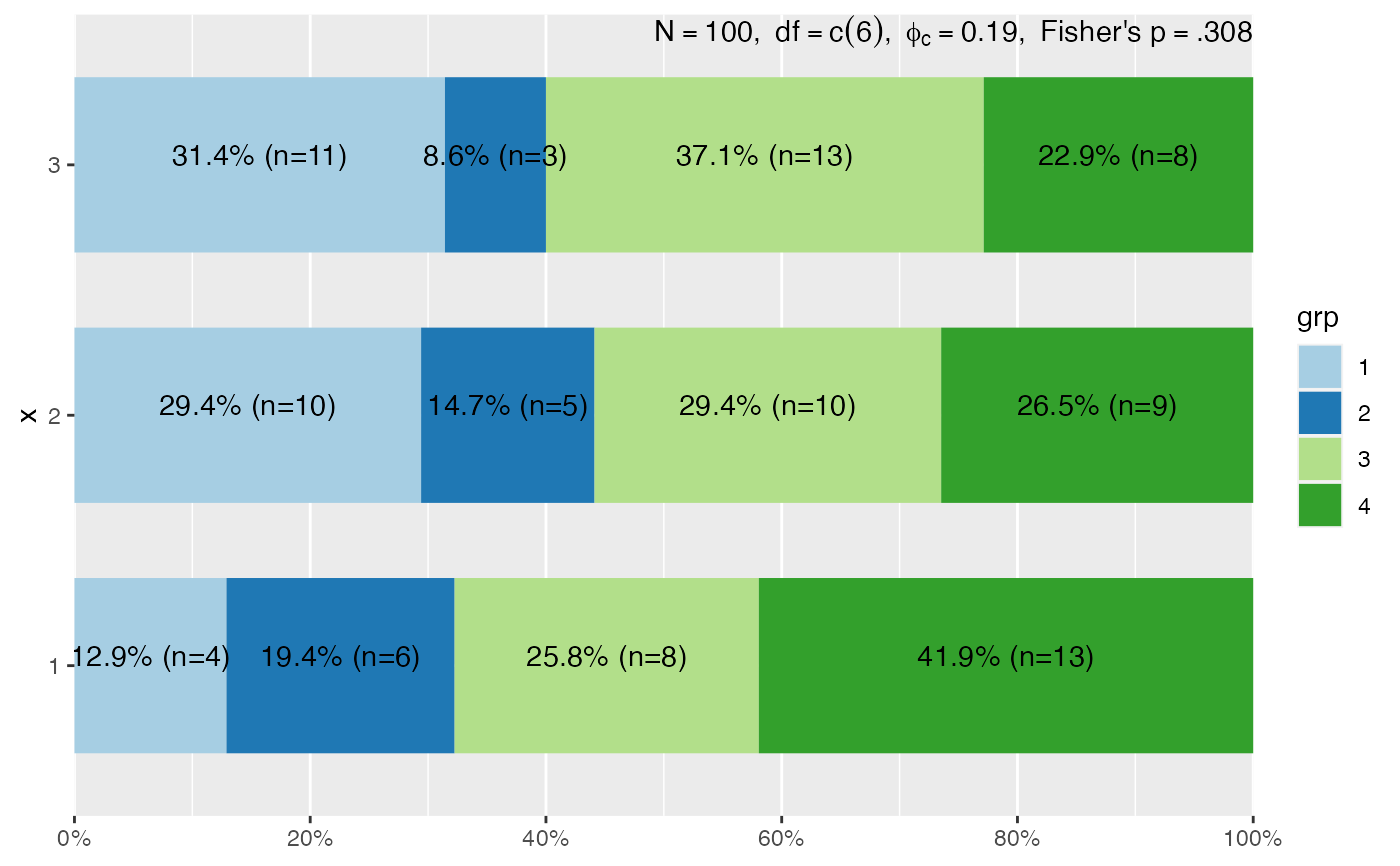 N = 100, df = c(6), ϕc = 0.19, Fisher's p = .308
3
31.4% (n=11) 8.6% (n=3) 37.1% (n=13) 22.9% (n=8)
x
2
29.4% (n=10) 14.7% (n=5) 29.4% (n=10) 26.5% (n=9)
1
12.9% (n=4) 19.4% (n=6) 25.8% (n=8) 41.9% (n=13)
0% 20% 40% 60% 80% 100%
grp
1
2
3
4